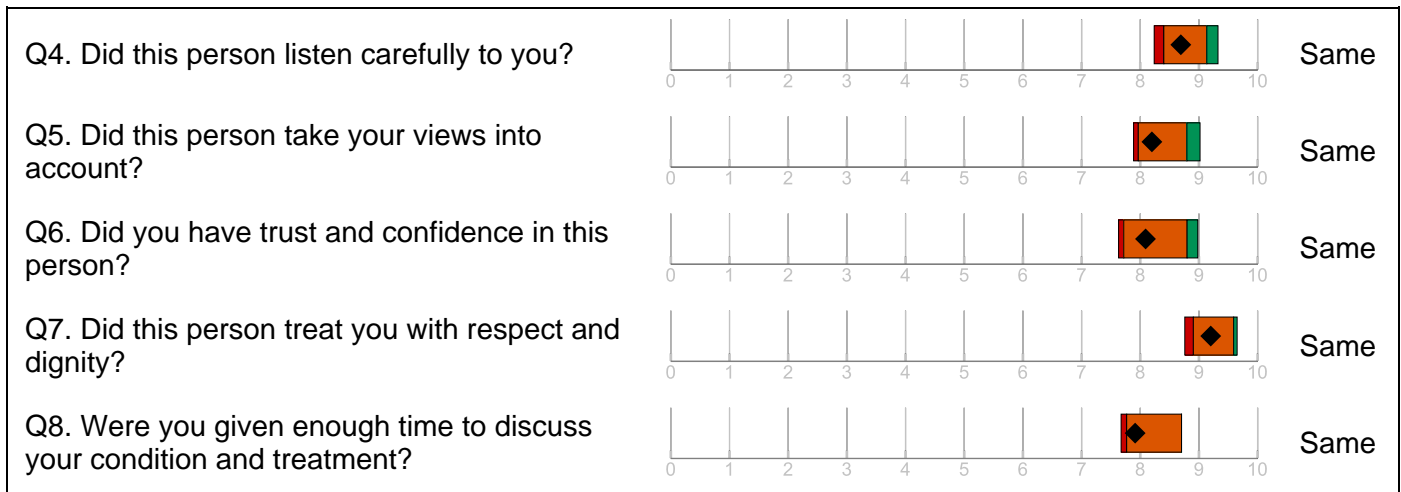 Q4. Did this person listen carefully to you?
Same
0 1 2 3 4 5 6 7 8 9 10
Q5. Did this person take your views into
account?
Same
0 1 2 3 4 5 6 7 8 9 10
Q6. Did you have trust and confidence in this
person?
Same
0 1 2 3 4 5 6 7 8 9 10
Q7. Did this person treat you with respect and
dignity?
Same
0 1 2 3 4 5 6 7 8 9 10
Q8. Were you given enough time to discuss
your condition and treatment?
Same
0 1 2 3 4 5 6 7 8 9 10